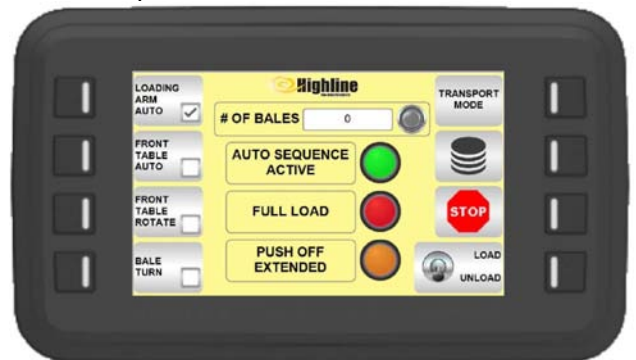 LOADING
ARM
AUTO
Highline
TRANSPORT
MODE
# OF BALES
0
FRONT
TABLE
AUTO
AUTO SEQUENCE
ACTIVE
FRONT
TABLE
ROTATE
FULL LOAD
STOP
BALE
TURN
PUSH OFF
EXTENDED
LOAD
UNLOAD